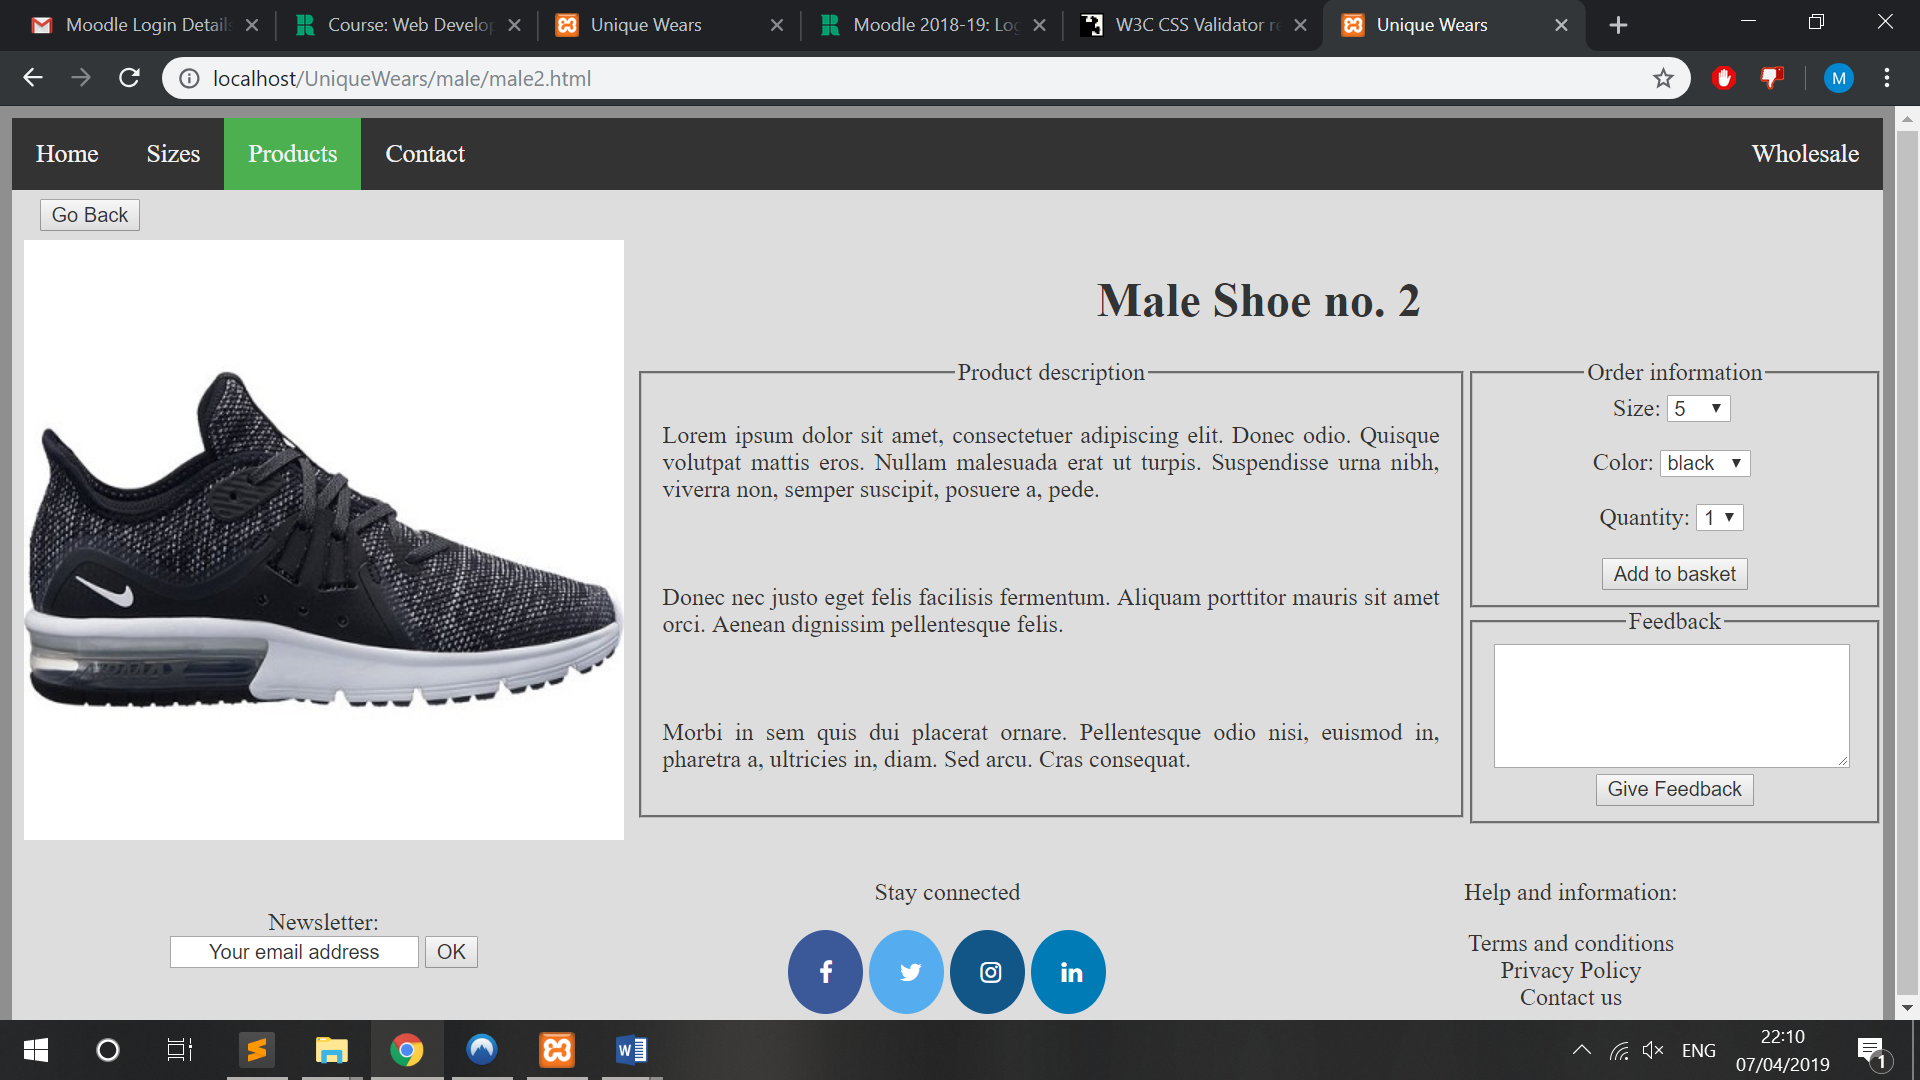 Moodle Login Details
Course: Web Develop
Unique Wears
Moodle 2018-19: Log
W3C CSS Validator re
Unique Wears
localhost/UniqueWears/male/male2.html
M
Home
Sizes
Products
Contact
Wholesale
Go Back
Male Shoe no. 2
Product description
Lorem ipsum dolor sit amet, consectetuer adipiscing elit. Donec odio. Quisque
volutpat mattis eros. Nullam malesuada erat ut turpis. Suspendisse urna nibh,
viverra non, semper suscipit, posuere a, pede.
Donec nec justo eget felis facilisis fermentum. Aliquam porttitor mauris sit amet
orci. Aenean dignissim pellentesque felis.
Morbi in sem quis dui placerat ornare. Pellentesque odio nisi, euismod in,
pharetra a, ultricies in, diam. Sed arcu. Cras consequat.
Order information
Size: 5
Color: black
Quantity: 1
Add to basket
Feedback
Give Feedback
Newsletter:
Your email address OK
Stay connected
Help and information:
Terms and conditions
Privacy Policy
Contact us
ENG
22:10
07/04/2019
1